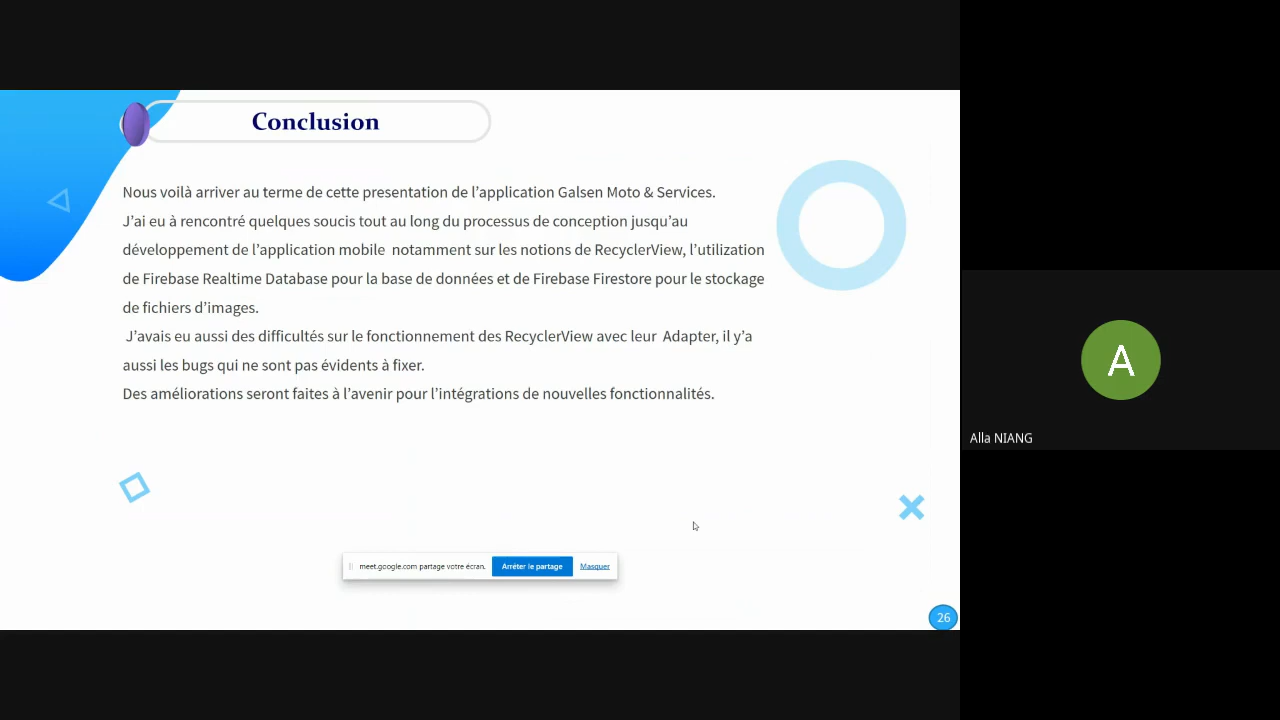 Conclusion
Nous voilà arriver au terme de cette presentation de l'application Galsen Moto & Services.
J'ai eu à rencontré quelques soucis tout au long du processus de conception jusqu'au
développement de l'application mobile notamment sur les notions de RecyclerView, l'utilization
de Firebase Realtime Database pour la base de données et de Firebase Firestore pour le stockage
de fichiers d'images.
J'avais eu aussi des difficultés sur le fonctionnement des RecyclerView avec leur Adapter, il y'a
aussi les bugs qui ne sont pas évidents à fixer.
Des améliorations seront faites à l'avenir pour l'intégrations de nouvelles fonctionnalités.
meet.google.com partage votre écran. Arrêter le partage Masquer
26
A
Alla NIANG